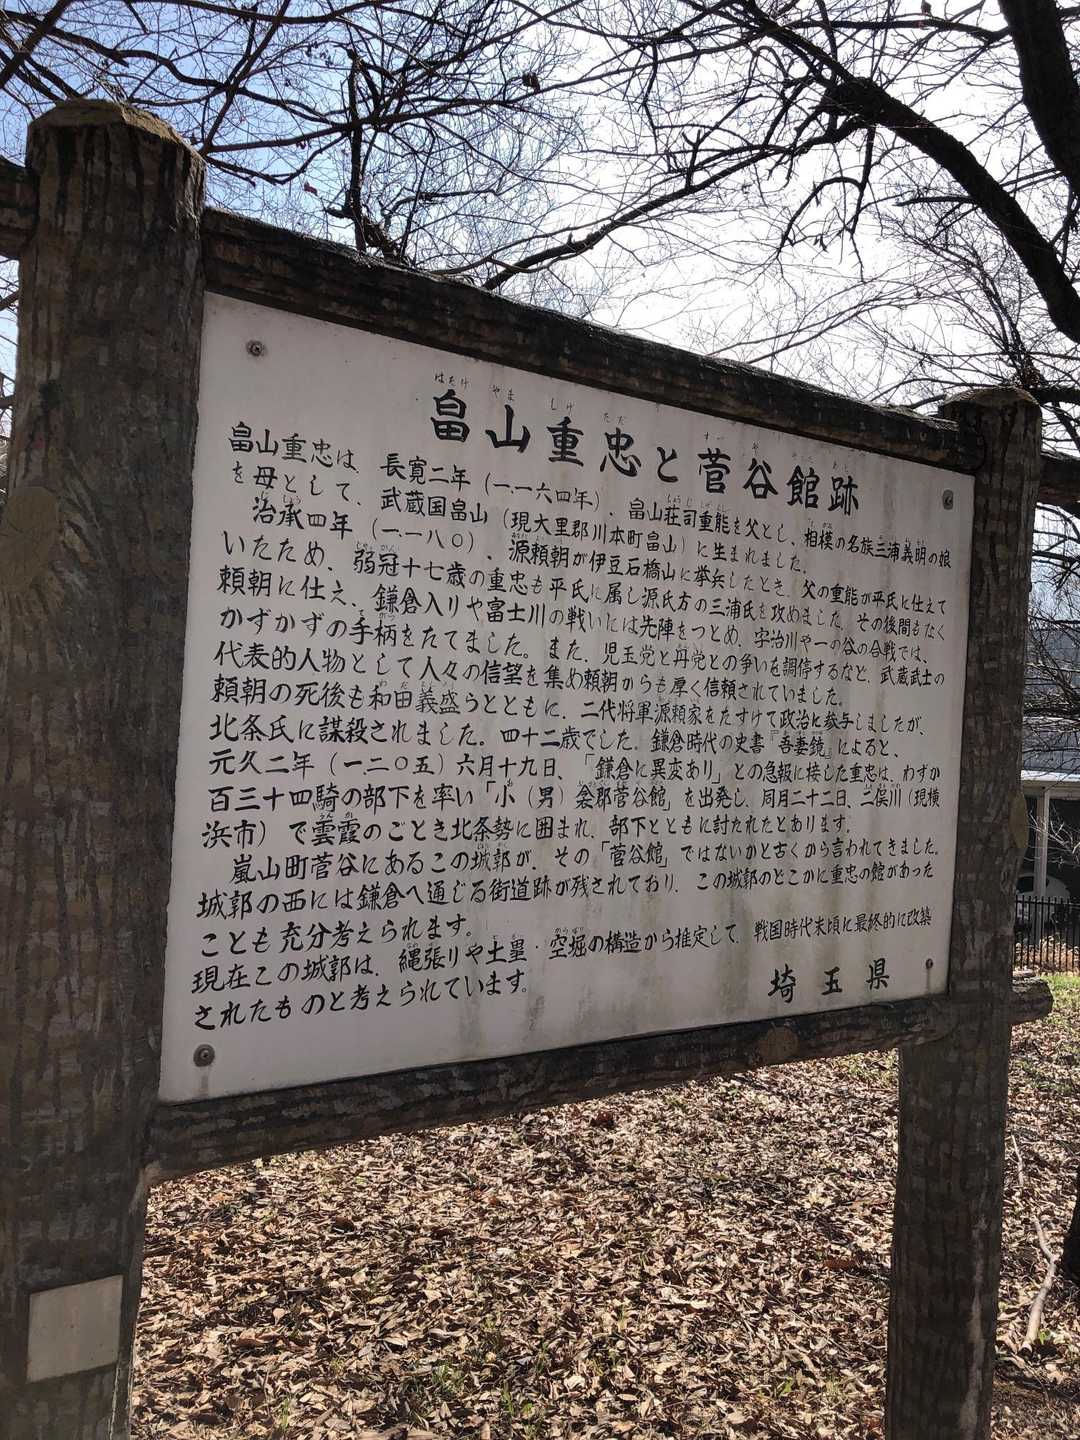 はたけ やま しげ ただ すが や やかた あと
畠山重忠と菅谷館跡
畠山重忠は、長寛二年（一一六四年）、畠山荘司重能を父とし、相模の名族三浦義明の娘
を母として、武蔵国畠山（現大里郡川本町畠山）に生まれました。
治承四年（一一八〇）、源頼朝が伊豆石橋山に挙兵したとき、父の重能が平氏に仕えて
いたため、弱冠十七歳の重忠も平氏に属し源氏方の三浦氏を攻めました。その後間もなく
頼朝に仕え、鎌倉入りや富士川の戦いには先陣をつとめ、宇治川や一の谷の合戦では、
かずかずの手柄をたてました。また、児玉党と丹党との争いを調停するなど、武蔵武士の
代表的人物として人々の信望を集め頼朝からも厚く信頼されていました。
頼朝の死後も和田義盛らとともに、二代将軍源頼家をたすけて政治に参与しましたが、
北条氏に謀殺されました。四十二歳でした。鎌倉時代の史書『吾妻鏡』によると、
元久二年（一二〇五）六月十九日、「鎌倉に異変あり」との急報に接した重忠は、わずか
百三十四騎の部下を率い「小（男）衾郡菅谷館」を出発し、同月二十二日、二俣川（現横
浜市）で雲霞のごとき北条勢に囲まれ、部下とともに討たれたとあります。
嵐山町菅谷にあるこの城郭が、その「菅谷館」ではないかと古くから言われてきました。
城郭の西には鎌倉へ通じる街道跡が残されており、この城郭のどこかに重忠の館があった
ことも充分考えられます。
現在この城郭は、縄張りや土塁・空堀の構造から推定して、戦国時代末頃に最終的に改築
されたものと考えられています。
埼玉県